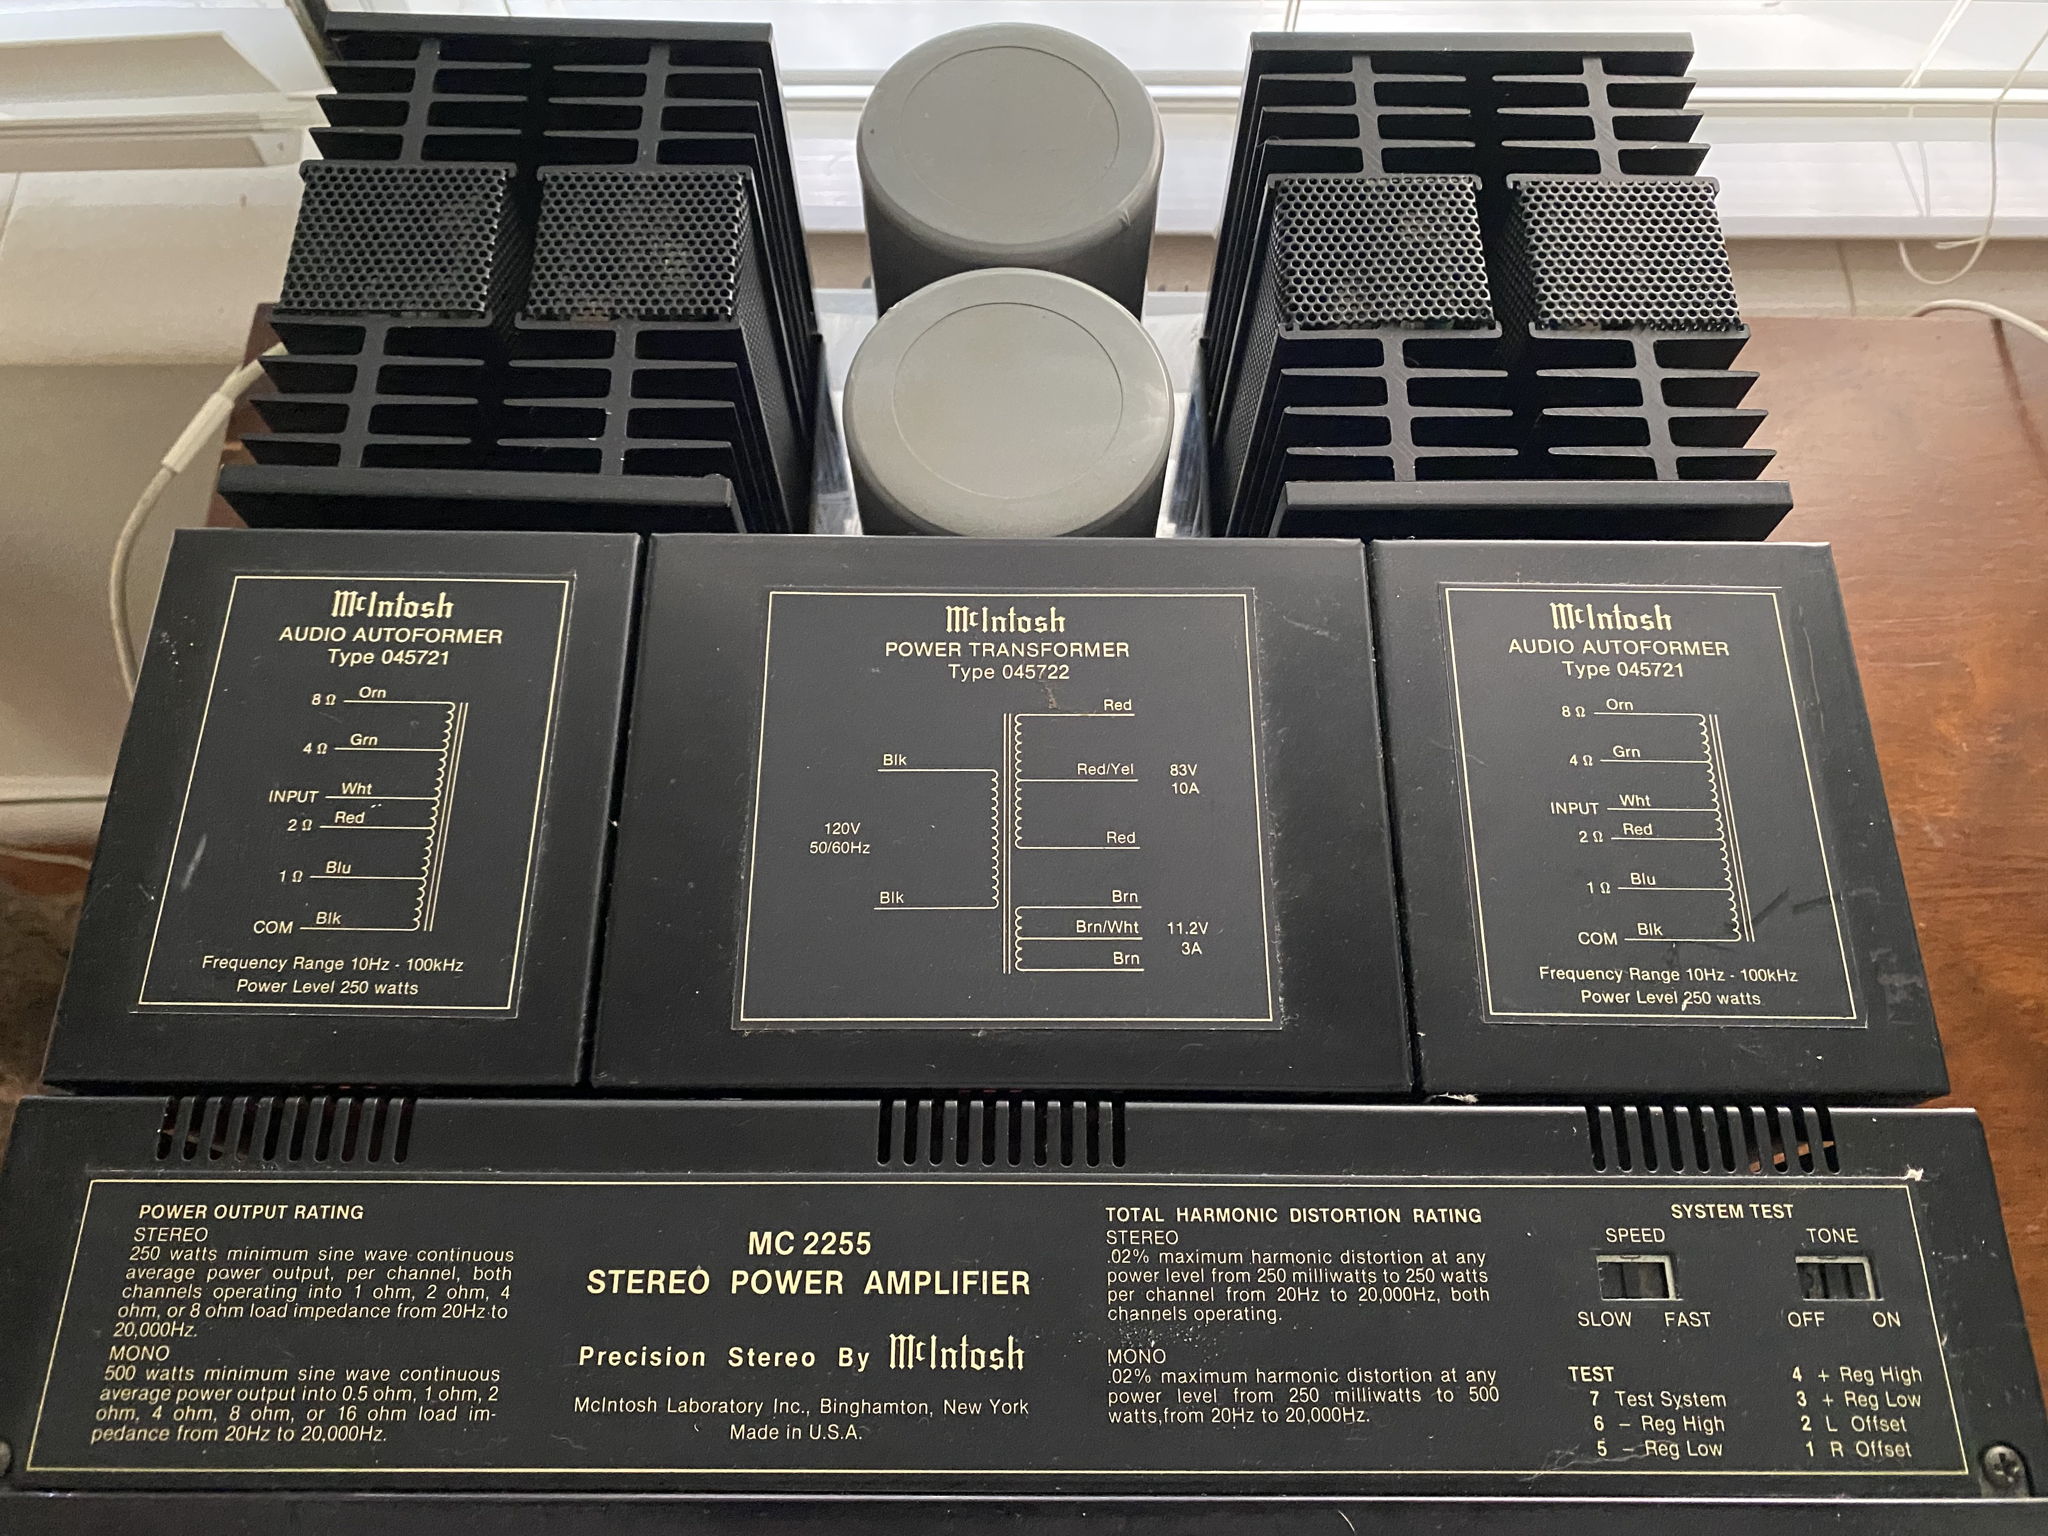 McIntosh
AUDIO AUTOFORMER
Type 045721
8 Ω Orn
4 Ω Grn
INPUT Wht
2 Ω Red
1 Ω Blu
COM Blk
Frequency Range 10Hz - 100kHz
Power Level 250 watts
McIntosh
POWER TRANSFORMER
Type 045722
Red
Blk
Red/Yel 83V
10A
120V
50/60Hz
Red
Blk
Brn
Brn/Wht 11.2V
3A
Brn
McIntosh
AUDIO AUTOFORMER
Type 045721
8 Ω Orn
4 Ω Grn
INPUT Wht
2 Ω Red
1 Ω Blu
COM Blk
Frequency Range 10Hz - 100kHz
Power Level 250 watts
POWER OUTPUT RATING
STEREO
250 watts minimum sine wave continuous
average power output, per channel, both
channels operating into 1 ohm, 2 ohm, 4
ohm, or 8 ohm load impedance from 20Hz to
20,000Hz.
MONO
500 watts minimum sine wave continuous
average power output into 0.5 ohm, 1 ohm, 2
ohm, 4 ohm, 8 ohm, or 16 ohm load im-
pedance from 20Hz to 20,000Hz.
MC 2255
STEREO POWER AMPLIFIER
Precision Stereo By McIntosh
McIntosh Laboratory Inc., Binghamton, New York
Made in U.S.A.
TOTAL HARMONIC DISTORTION RATING
STEREO
.02% maximum harmonic distortion at any
power level from 250 milliwatts to 250 watts
per channel from 20Hz to 20,000Hz, both
channels operating.
MONO
.02% maximum harmonic distortion at any
power level from 250 milliwatts to 500
watts, from 20Hz to 20,000Hz.
SYSTEM TEST
SPEED TONE
SLOW FAST OFF ON
TEST
7 Test System
6 - Reg High
5 - Reg Low
4 + Reg High
3 + Reg Low
2 L Offset
1 R Offset